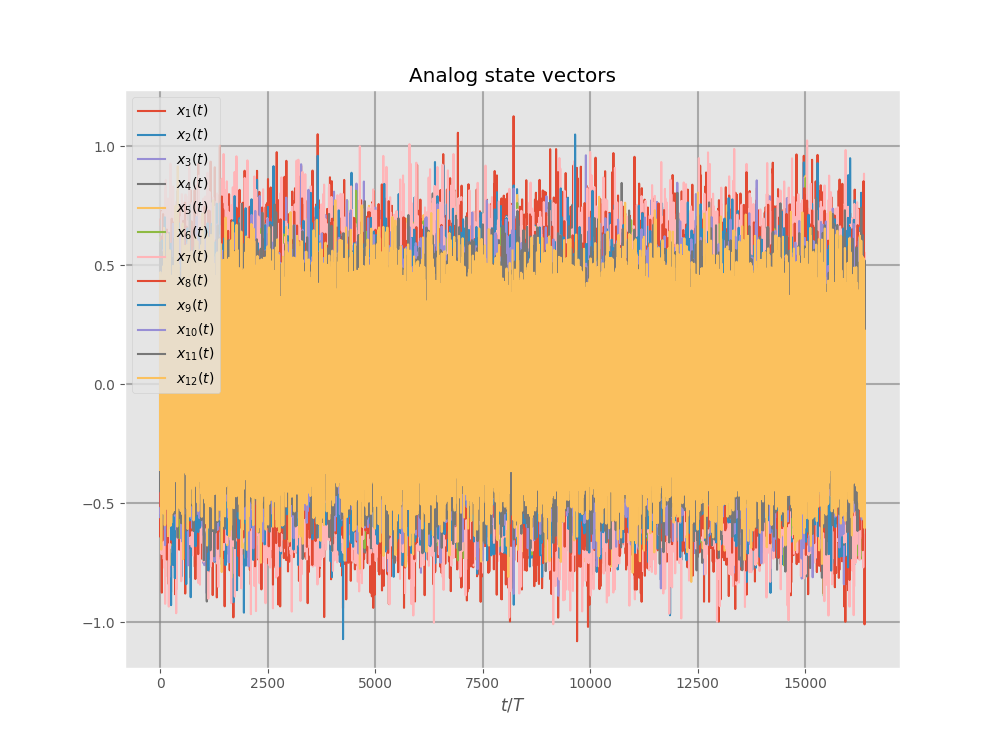 Analog state vectors
x₁(t)
x₂(t)
x₃(t)
x₄(t)
x₅(t)
x₆(t)
x₇(t)
x₈(t)
x₉(t)
x₁₀(t)
x₁₁(t)
x₁₂(t)
1.0
0.5
0.0
−0.5
−1.0
0 2500 5000 7500 10000 12500 15000
t/T